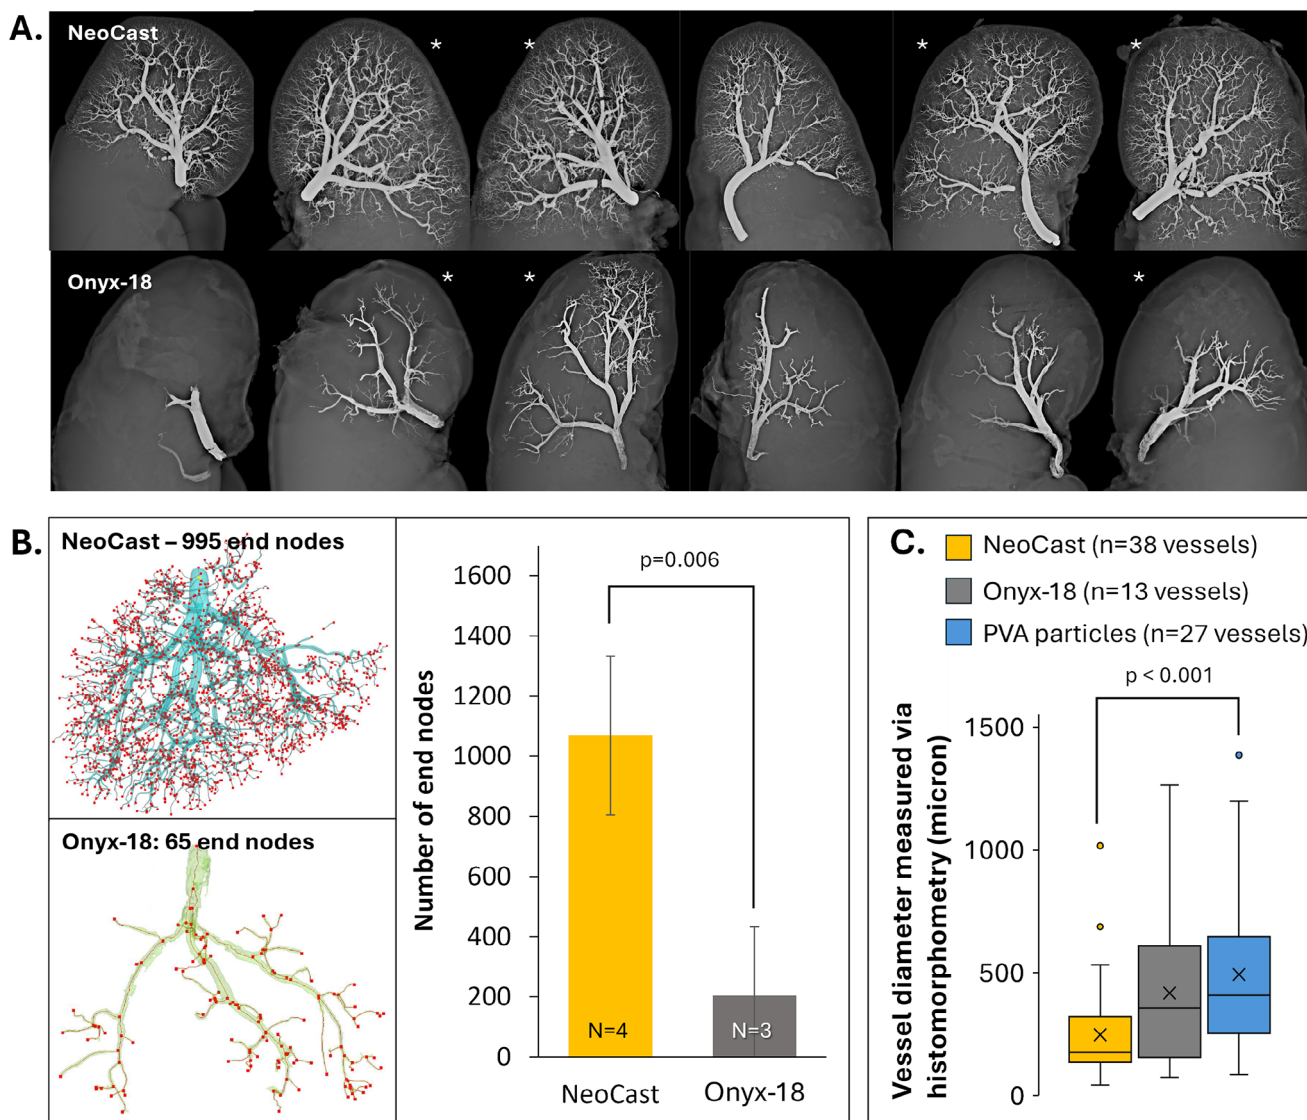 A.
NeoCast
*
*
*
*
Onyx-18
*
*
*
B.
NeoCast – 995 end nodes
Onyx-18: 65 end nodes
Number of end nodes
1600
1400
1200
1000
800
600
400
200
0
p=0.006
N=4
N=3
NeoCast
Onyx-18
C.
NeoCast (n=38 vessels)
Onyx-18 (n=13 vessels)
PVA particles (n=27 vessels)
p < 0.001
Vessel diameter measured via
histomorphometry (micron)
1500
1000
500
0